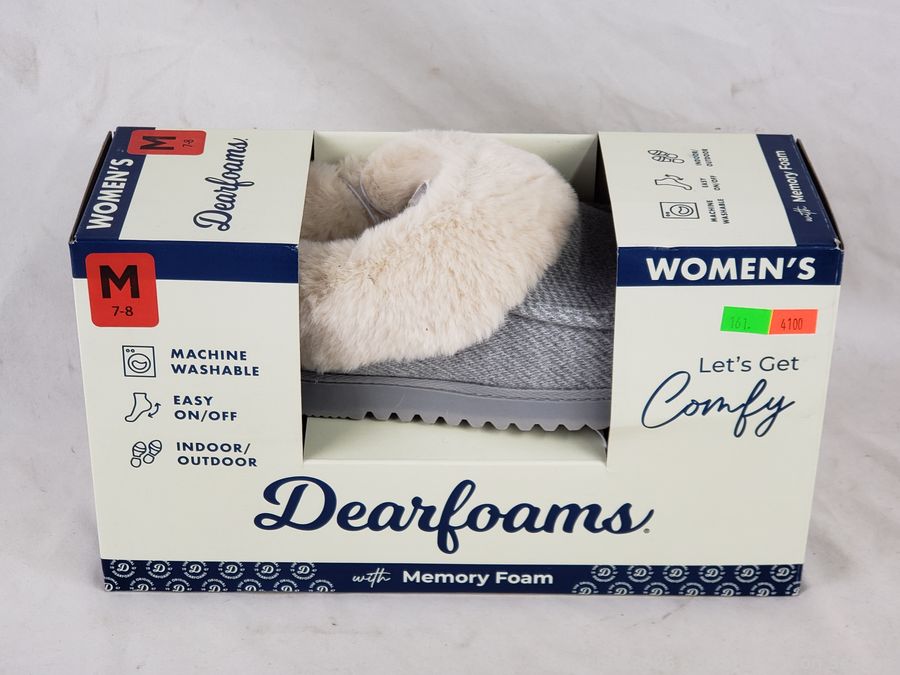 WOMEN'S
M
7-8
Dearfoams.
INDOOR/
OUTDOOR
EASY
ON/OFF
MACHINE
WASHABLE
with Memory Foam
M
7-8
WOMEN'S
161.
4100
MACHINE
WASHABLE
EASY
ON/OFF
INDOOR/
OUTDOOR
Let's Get
Comfy
Dearfoams®
with Memory Foam